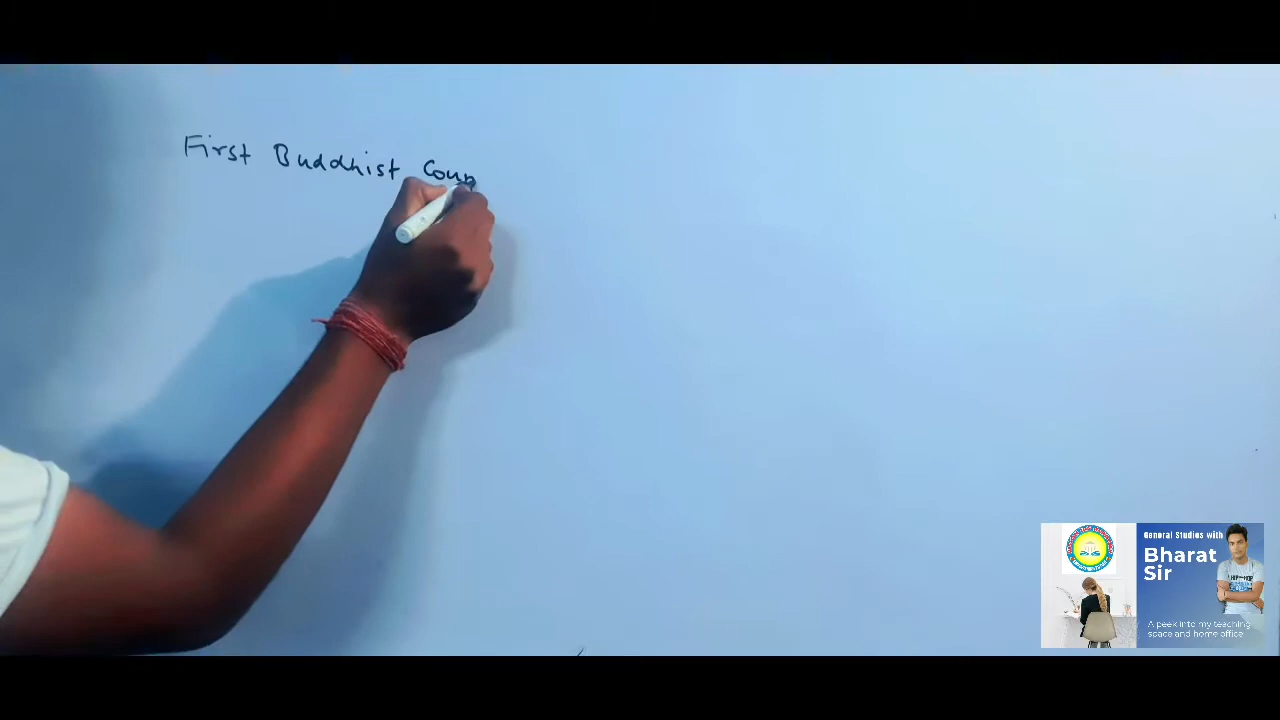 First Buddhist Coun
General Studies with
Bharat
Sir
A peek into my teaching
space and home office